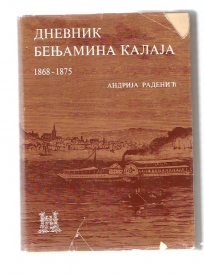 ДНЕВНИК
БЕЊАМИНА КАЛАЈА
1868-1875
АНДРИЈА РАДЕНИЋ